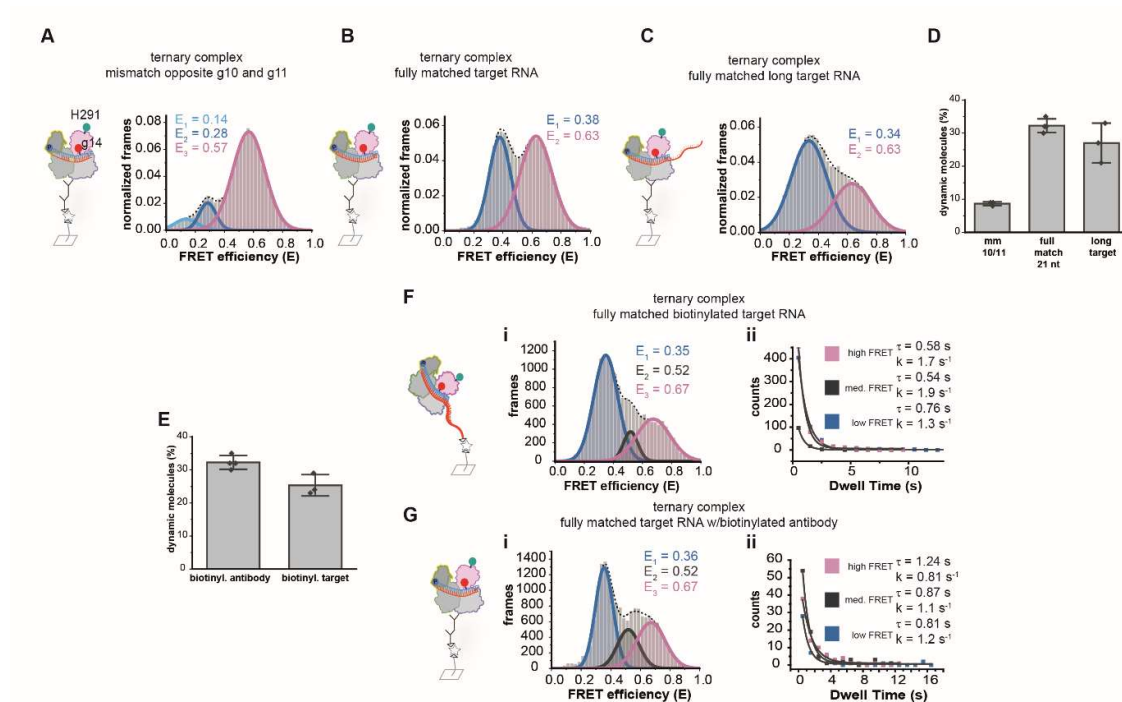 A
ternary complex
mismatch opposite g10 and g11
H291
g14
E1 = 0.14
E2 = 0.28
E3 = 0.57
normalized frames
0.08
0.06
0.04
0.02
0.00
0.0 0.2 0.4 0.6 0.8 1.0
FRET efficiency (E)
B
ternary complex
fully matched target RNA
E1 = 0.38
E2 = 0.63
normalized frames
0.06
0.04
0.02
0.00
0.0 0.2 0.4 0.6 0.8 1.0
FRET efficiency (E)
C
ternary complex
fully matched long target RNA
E1 = 0.34
E2 = 0.63
normalized frames
0.06
0.04
0.02
0.00
0.0 0.2 0.4 0.6 0.8 1.0
FRET efficiency (E)
D
dynamic molecules (%)
40
30
20
10
0
mm 10/11
full match 21 nt
long target
E
dynamic molecules (%)
40
30
20
10
0
biotinyl. antibody
biotinyl. target
F
ternary complex
fully matched biotinylated target RNA
i
E1 = 0.35
E2 = 0.52
E3 = 0.67
frames
1200
1000
800
600
400
200
0
0.0 0.2 0.4 0.6 0.8 1.0
FRET efficiency (E)
ii
high FRET
τ = 0.58 s
k = 1.7 s-1
med. FRET
τ = 0.54 s
k = 1.9 s-1
low FRET
τ = 0.76 s
k = 1.3 s-1
counts
400
300
200
100
0
0 5 10
Dwell Time (s)
G
ternary complex
fully matched target RNA w/biotinylated antibody
i
E1 = 0.36
E2 = 0.52
E3 = 0.67
frames
1400
1200
1000
800
600
400
200
0
0.0 0.2 0.4 0.6 0.8 1.0
FRET efficiency (E)
ii
high FRET
τ = 1.24 s
k = 0.81 s-1
med. FRET
τ = 0.87 s
k = 1.1 s-1
low FRET
τ = 0.81 s
k = 1.2 s-1
counts
60
50
40
30
20
10
0
0 4 8 12 16
Dwell Time (s)